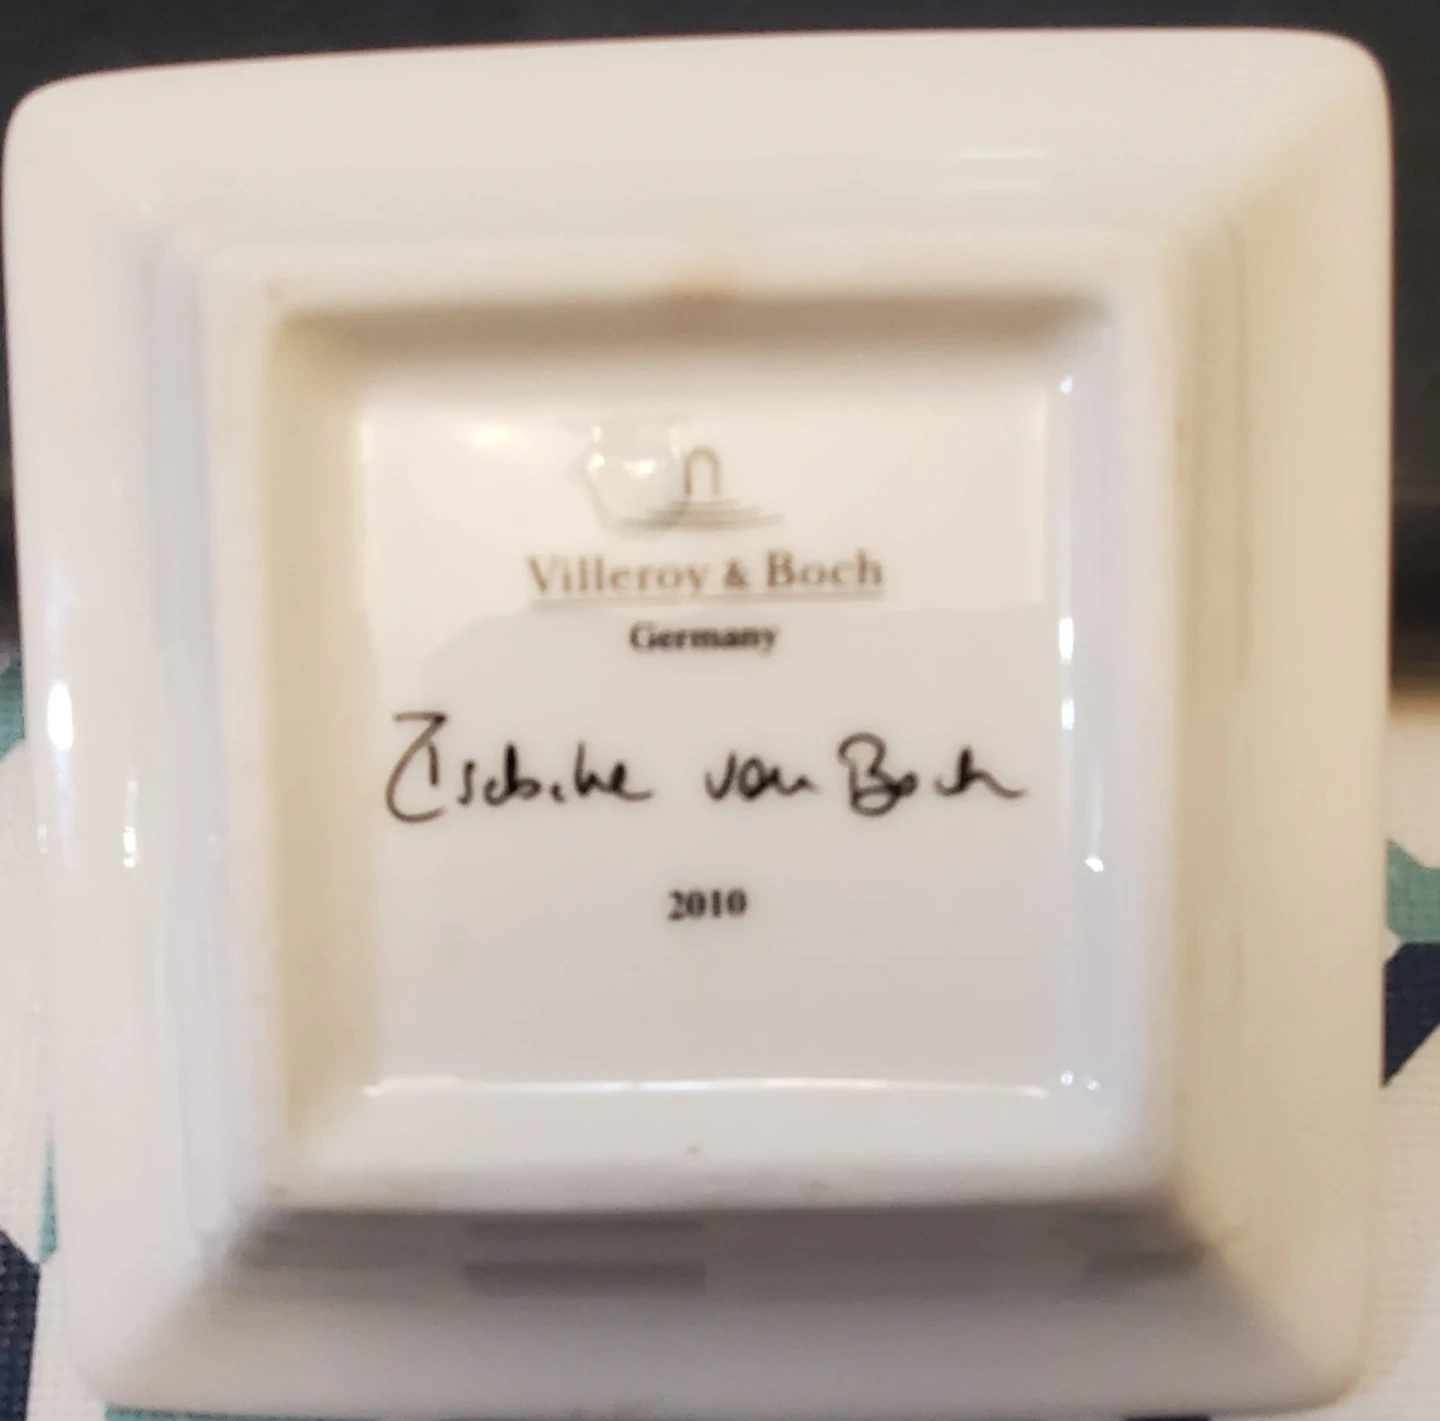 Villeroy & Boch
Germany
von Boch
2010